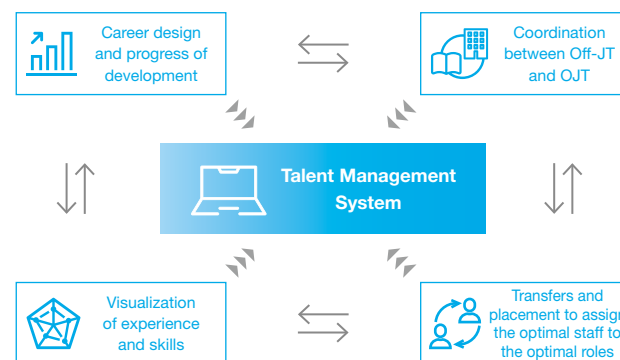 Career design
and progress of
development
Coordination
between Off-JT
and OJT
Talent Management
System
Visualization
of experience
and skills
Transfers and
placement to assign
the optimal staff to
the optimal roles